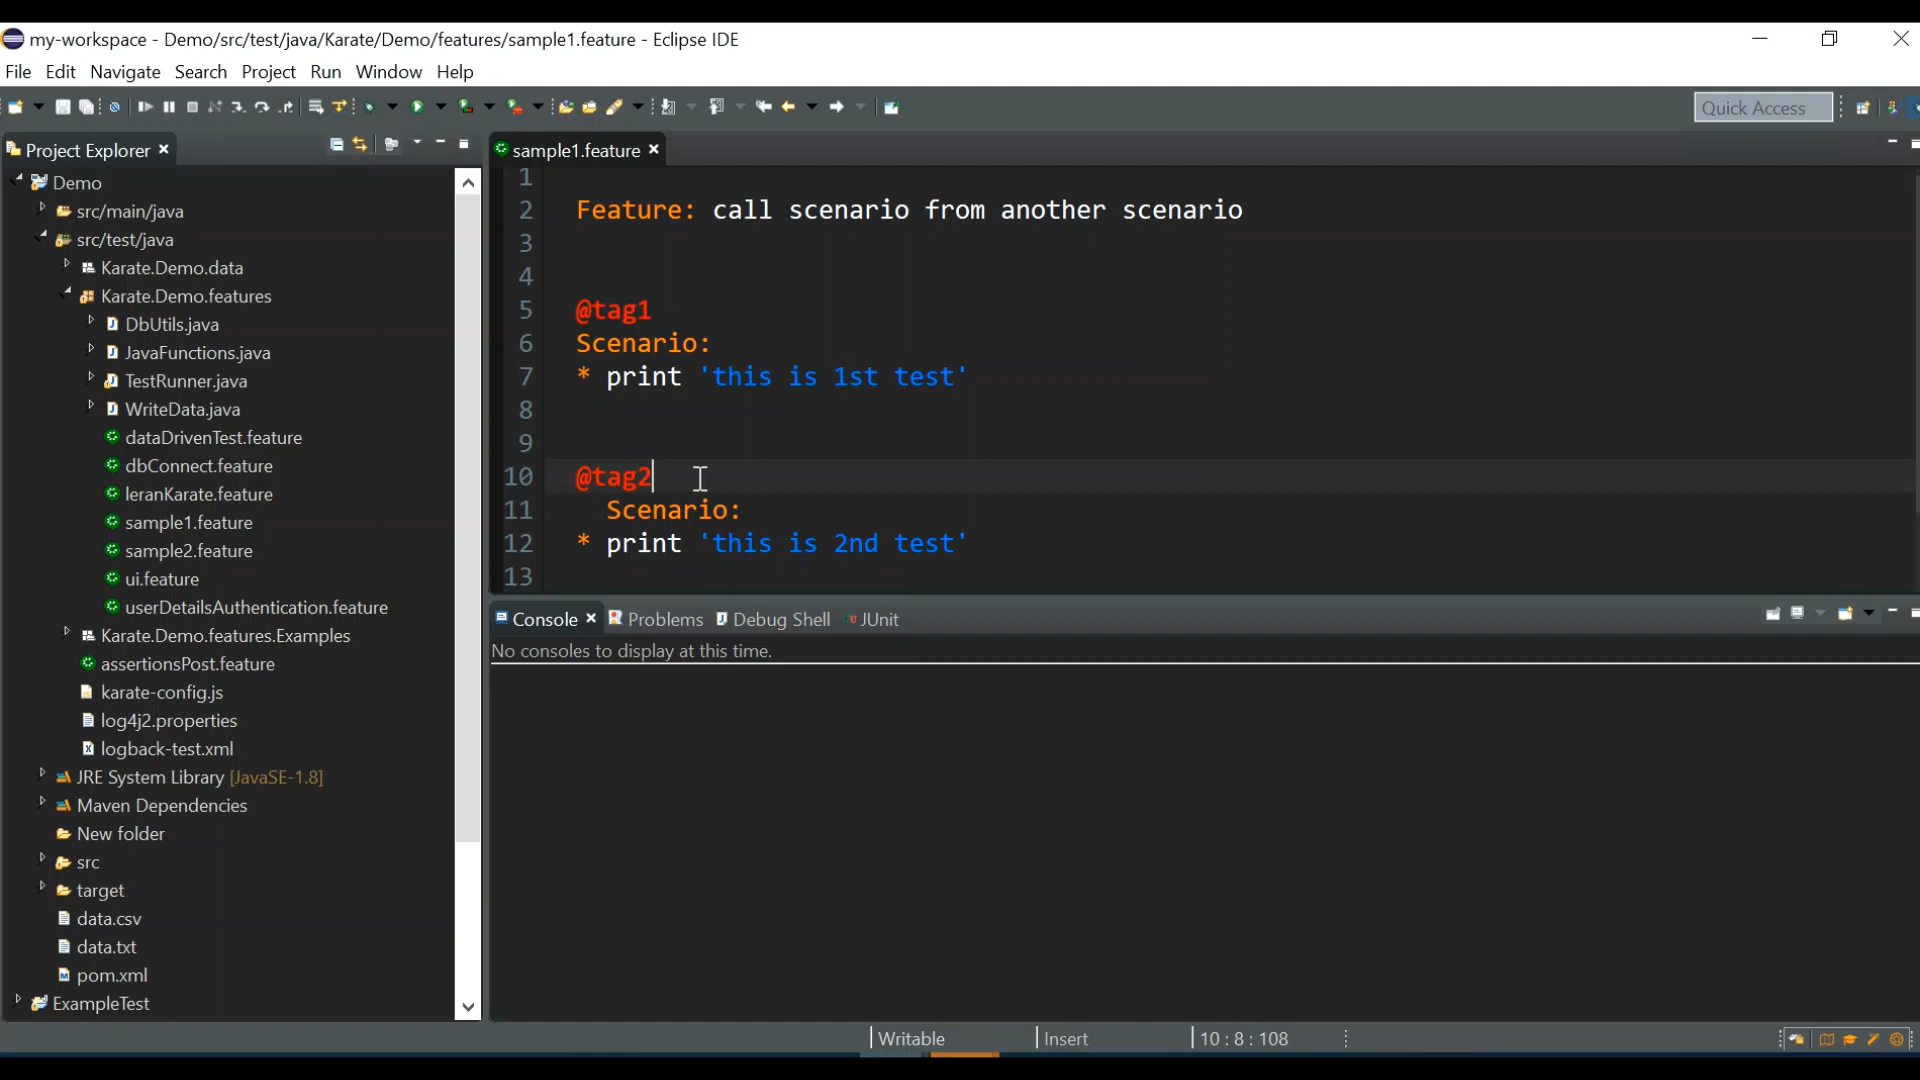 my-workspace - Demo/src/test/java/Karate/Demo/features/sample1.feature - Eclipse IDE
File Edit Navigate Search Project Run Window Help
Quick Access
Project Explorer
Demo
src/main/java
src/test/java
Karate.Demo.data
Karate.Demo.features
DbUtils.java
JavaFunctions.java
TestRunner.java
WriteData.java
dataDrivenTest.feature
dbConnect.feature
leranKarate.feature
sample1.feature
sample2.feature
ui.feature
userDetailsAuthentication.feature
Karate.Demo.features.Examples
assertionsPost.feature
karate-config.js
log4j2.properties
logback-test.xml
JRE System Library [JavaSE-1.8]
Maven Dependencies
New folder
src
target
data.csv
data.txt
pom.xml
ExampleTest
sample1.feature
1
2 Feature: call scenario from another scenario
3
4
5 @tag1
6 Scenario:
7 * print 'this is 1st test'
8
9
10 @tag2
11 Scenario:
12 * print 'this is 2nd test'
13
Console Problems Debug Shell JUnit
No consoles to display at this time.
Writable Insert 10 : 8 : 108